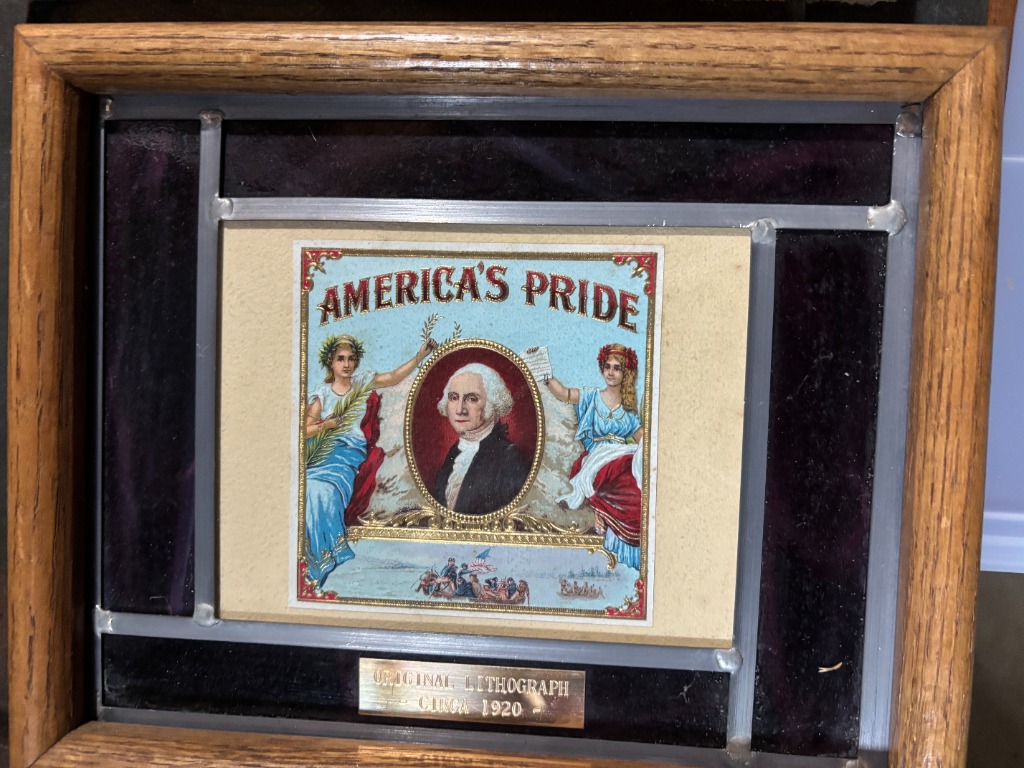 AMERICA'S PRIDE
ORIGINAL LITHOGRAPH
- CIRCA 1920 -